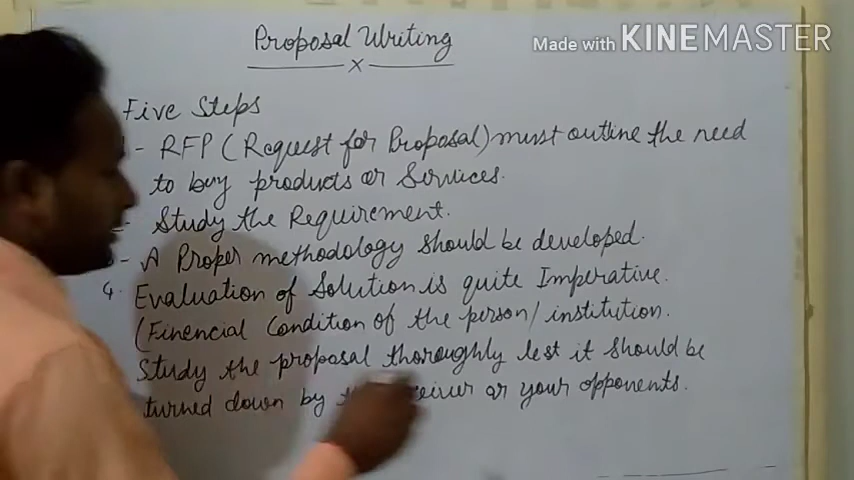 Proposal Writing
Made with KINEMASTER
Five Steps
- RFP (Request for Proposal) must outline the need
to buy products or Services.
- Study the Requirement.
- A Proper methodology should be developed.
4. Evaluation of Solution is quite Imperative.
(Finencial Condition of the person/institution.
Study the proposal thoroughly lest it should be
turned down by or your opponents.